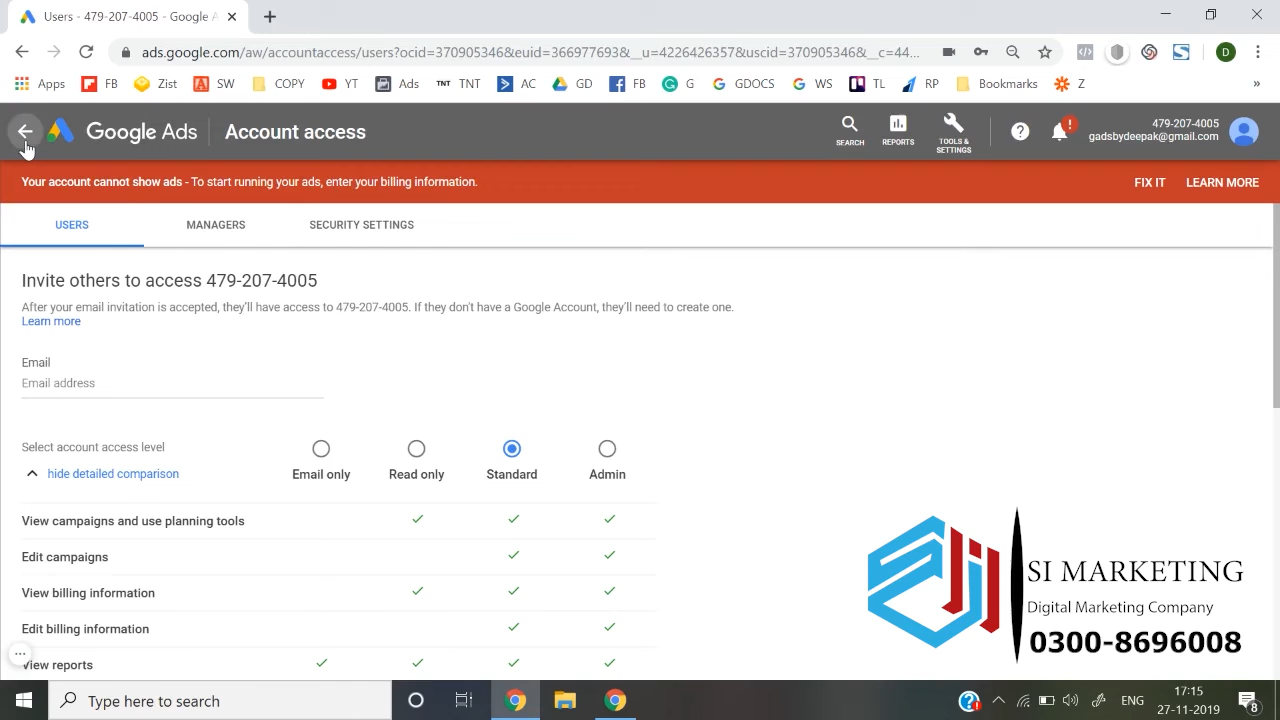 Users - 479-207-4005 - Google A
ads.google.com/aw/accountaccess/users?ocid=370905346&euid=366977693&__u=4226426357&uscid=370905346&__c=44...
D
Apps FB Zist SW COPY YT Ads TNT TNT AC GD FB G GDOCS WS TL RP Bookmarks Z »
Google Ads Account access
SEARCH REPORTS TOOLS & SETTINGS
479-207-4005
gadsbydeepak@gmail.com
Your account cannot show ads - To start running your ads, enter your billing information. FIX IT LEARN MORE
USERS MANAGERS SECURITY SETTINGS
Invite others to access 479-207-4005
After your email invitation is accepted, they'll have access to 479-207-4005. If they don't have a Google Account, they'll need to create one.
Learn more
Email
Email address
Select account access level
hide detailed comparison
Email only Read only Standard Admin
View campaigns and use planning tools
Edit campaigns
View billing information
Edit billing information
View reports
SI MARKETING
Digital Marketing Company
0300-8696008
Type here to search
ENG
17:15
27-11-2019
8